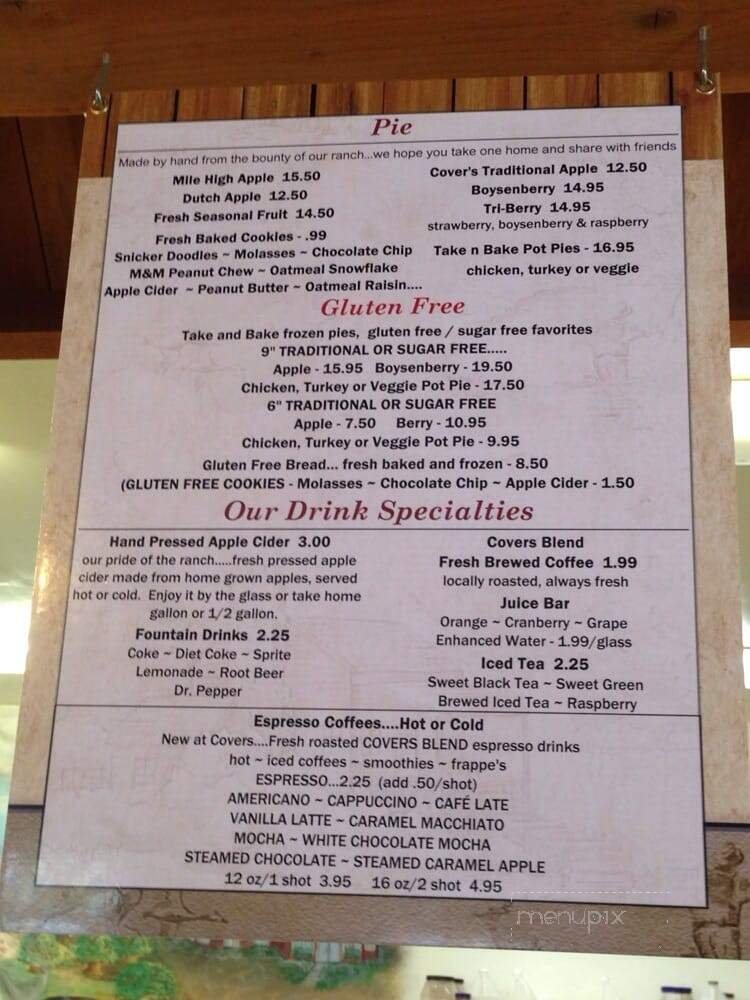 Pie
Made by hand from the bounty of our ranch...we hope you take one home and share with friends
Mile High Apple 15.50
Dutch Apple 12.50
Fresh Seasonal Fruit 14.50
Fresh Baked Cookies - .99
Snicker Doodles ~ Molasses ~ Chocolate Chip
M&M Peanut Chew ~ Oatmeal Snowflake
Apple Cider ~ Peanut Butter ~ Oatmeal Raisin....
Cover's Traditional Apple 12.50
Boysenberry 14.95
Tri-Berry 14.95
strawberry, boysenberry & raspberry
Take n Bake Pot Pies - 16.95
chicken, turkey or veggie
Gluten Free
Take and Bake frozen pies, gluten free / sugar free favorites
9" TRADITIONAL OR SUGAR FREE.....
Apple - 15.95 Boysenberry - 19.50
Chicken, Turkey or Veggie Pot Pie - 17.50
6" TRADITIONAL OR SUGAR FREE
Apple - 7.50 Berry - 10.95
Chicken, Turkey or Veggie Pot Pie - 9.95
Gluten Free Bread... fresh baked and frozen - 8.50
(GLUTEN FREE COOKIES - Molasses ~ Chocolate Chip ~ Apple Cider - 1.50
Our Drink Specialties
Hand Pressed Apple Cider 3.00
our pride of the ranch.....fresh pressed apple
cider made from home grown apples, served
hot or cold. Enjoy it by the glass or take home
gallon or 1/2 gallon.
Fountain Drinks 2.25
Coke ~ Diet Coke ~ Sprite
Lemonade ~ Root Beer
Dr. Pepper
Covers Blend
Fresh Brewed Coffee 1.99
locally roasted, always fresh
Juice Bar
Orange ~ Cranberry ~ Grape
Enhanced Water - 1.99/glass
Iced Tea 2.25
Sweet Black Tea ~ Sweet Green
Brewed Iced Tea ~ Raspberry
Espresso Coffees....Hot or Cold
New at Covers....Fresh roasted COVERS BLEND espresso drinks
hot ~ iced coffees ~ smoothies ~ frappe's
ESPRESSO...2.25 (add .50/shot)
AMERICANO ~ CAPPUCCINO ~ CAFÉ LATE
VANILLA LATTE ~ CARAMEL MACCHIATO
MOCHA ~ WHITE CHOCOLATE MOCHA
STEAMED CHOCOLATE ~ STEAMED CARAMEL APPLE
12 oz/1 shot 3.95 16 oz/2 shot 4.95
menupix